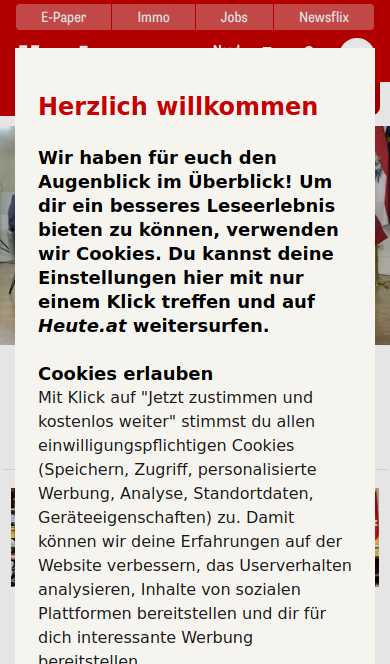 E-Paper Immo Jobs Newsflix
Herzlich willkommen
Wir haben für euch den
Augenblick im Überblick! Um
dir ein besseres Leseerlebnis
bieten zu können, verwenden
wir Cookies. Du kannst deine
Einstellungen hier mit nur
einem Klick treffen und auf
Heute.at weitersurfen.
Cookies erlauben
Mit Klick auf "Jetzt zustimmen und
kostenlos weiter" stimmst du allen
einwilligungspflichtigen Cookies
(Speichern, Zugriff, personalisierte
Werbung, Analyse, Standortdaten,
Geräteeigenschaften) zu. Damit
können wir deine Erfahrungen auf der
Website verbessern, das Userverhalten
analysieren, Inhalte von sozialen
Plattformen bereitstellen und dir für
dich interessante Werbung
bereitstellen